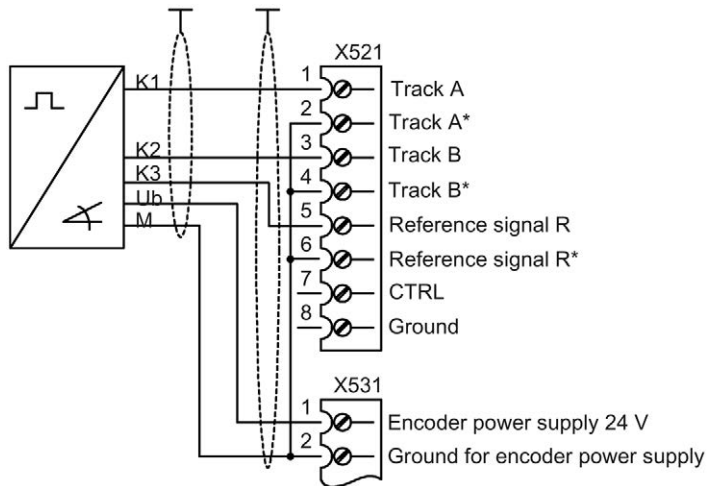 X521
K1
1
Track A
2
Track A*
K2
3
Track B
K3
4
Track B*
Ub
5
Reference signal R
M
6
Reference signal R*
7
CTRL
8
Ground
X531
1
Encoder power supply 24 V
2
Ground for encoder power supply